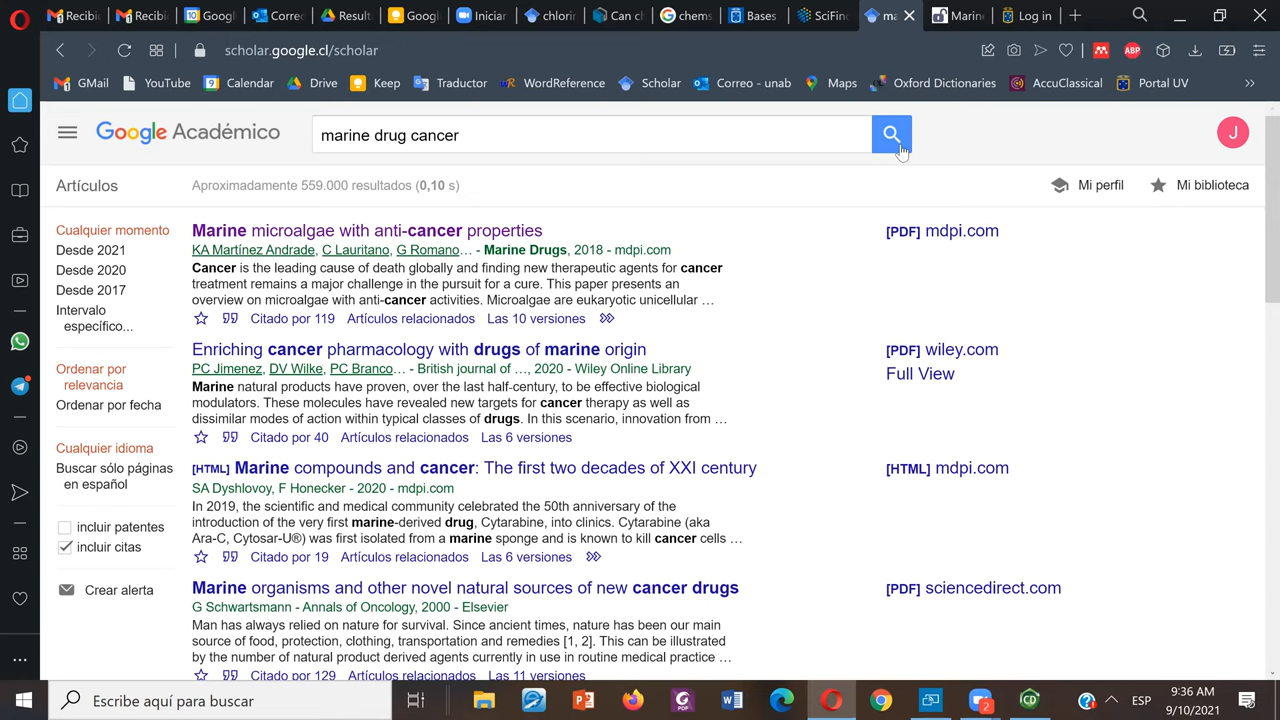 Recibid
Recibid
10 Google
Correo
Resulta
Google
Iniciar
chlorin
Can ch
chems
Bases
SciFin
ma
Marine
Log in
scholar.google.cl/scholar
GMail
YouTube
Calendar
Drive
Keep
Traductor
WordReference
Scholar
Correo - unab
Maps
Oxford Dictionaries
AccuClassical
Portal UV
Google Académico
marine drug cancer
J
Artículos
Aproximadamente 559.000 resultados (0,10 s)
Mi perfil
Mi biblioteca
Cualquier momento
Desde 2021
Desde 2020
Desde 2017
Intervalo
específico...
Ordenar por
relevancia
Ordenar por fecha
Cualquier idioma
Buscar sólo páginas
en español
incluir patentes
incluir citas
Crear alerta
Marine microalgae with anti-cancer properties
[PDF] mdpi.com
KA Martínez Andrade, C Lauritano, G Romano… - Marine Drugs, 2018 - mdpi.com
Cancer is the leading cause of death globally and finding new therapeutic agents for cancer
treatment remains a major challenge in the pursuit for a cure. This paper presents an
overview on microalgae with anti-cancer activities. Microalgae are eukaryotic unicellular …
Citado por 119 Artículos relacionados Las 10 versiones
Enriching cancer pharmacology with drugs of marine origin
[PDF] wiley.com
PC Jimenez, DV Wilke, PC Branco… - British journal of …, 2020 - Wiley Online Library
Full View
Marine natural products have proven, over the last half-century, to be effective biological
modulators. These molecules have revealed new targets for cancer therapy as well as
dissimilar modes of action within typical classes of drugs. In this scenario, innovation from …
Citado por 40 Artículos relacionados Las 6 versiones
[HTML] Marine compounds and cancer: The first two decades of XXI century
[HTML] mdpi.com
SA Dyshlovoy, F Honecker - 2020 - mdpi.com
In 2019, the scientific and medical community celebrated the 50th anniversary of the
introduction of the very first marine-derived drug, Cytarabine, into clinics. Cytarabine (aka
Ara-C, Cytosar-U®) was first isolated from a marine sponge and is known to kill cancer cells …
Citado por 19 Artículos relacionados Las 6 versiones
Marine organisms and other novel natural sources of new cancer drugs
[PDF] sciencedirect.com
G Schwartsmann - Annals of Oncology, 2000 - Elsevier
Man has always relied on nature for survival. Since ancient times, nature has been our main
source of food, protection, clothing, transportation and remedies [1, 2]. This can be illustrated
by the number of natural product derived agents currently in use in routine medical practice …
Citado por 129 Artículos relacionados Las 11 versiones
Escribe aquí para buscar
ESP
9:36 AM
9/10/2021